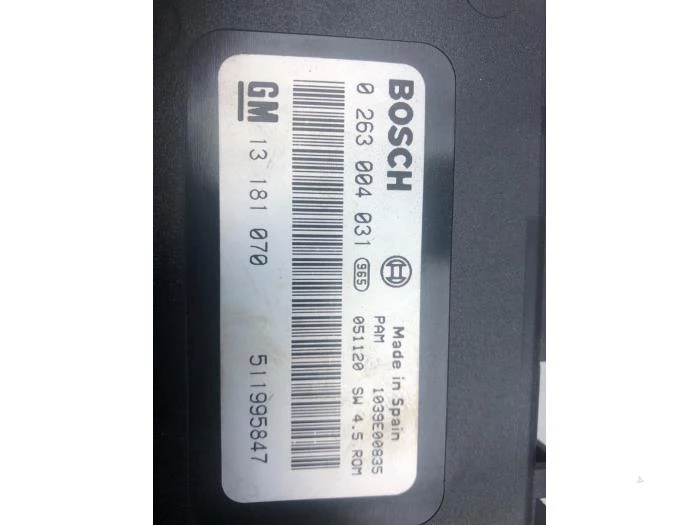 BOSCH
Made in Spain
PAM 1039E00835
0 263 004 031 965 051120 SW 4.5 ROM
GM 13 181 070 511995847